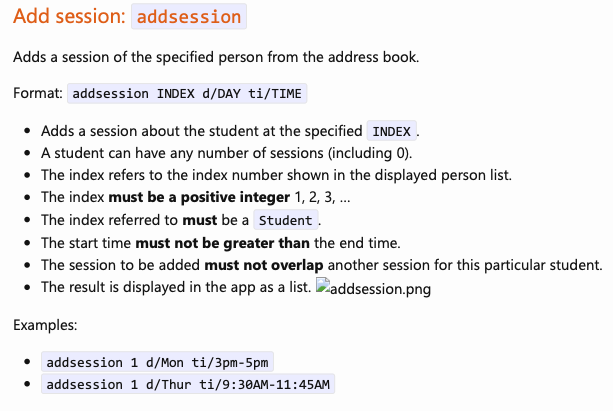 Add session: addsession
Adds a session of the specified person from the address book.
Format: addsession INDEX d/DAY ti/TIME
• Adds a session about the student at the specified INDEX.
• A student can have any number of sessions (including 0).
• The index refers to the index number shown in the displayed person list.
• The index must be a positive integer 1, 2, 3, …
• The index referred to must be a Student.
• The start time must not be greater than the end time.
• The session to be added must not overlap another session for this particular student.
• The result is displayed in the app as a list. addsession.png
Examples:
• addsession 1 d/Mon ti/3pm-5pm
• addsession 1 d/Thur ti/9:30AM-11:45AM